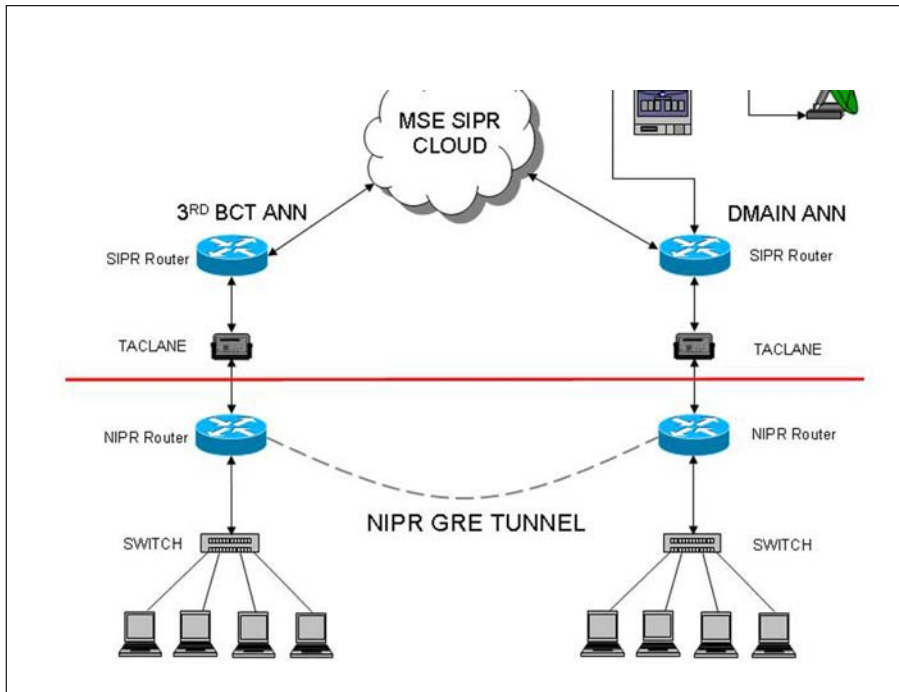 MSE SIPR
CLOUD
3RD BCT ANN
DMAIN ANN
SIPR Router
SIPR Router
TACLANE
TACLANE
NIPR Router
NIPR Router
NIPR GRE TUNNEL
SWITCH
SWITCH